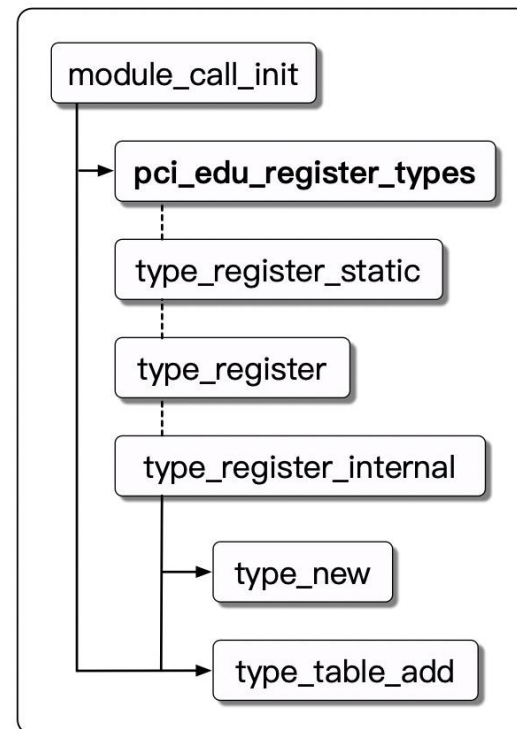 module_call_init
pci_edu_register_types
type_register_static
type_register
type_register_internal
type_new
type_table_add